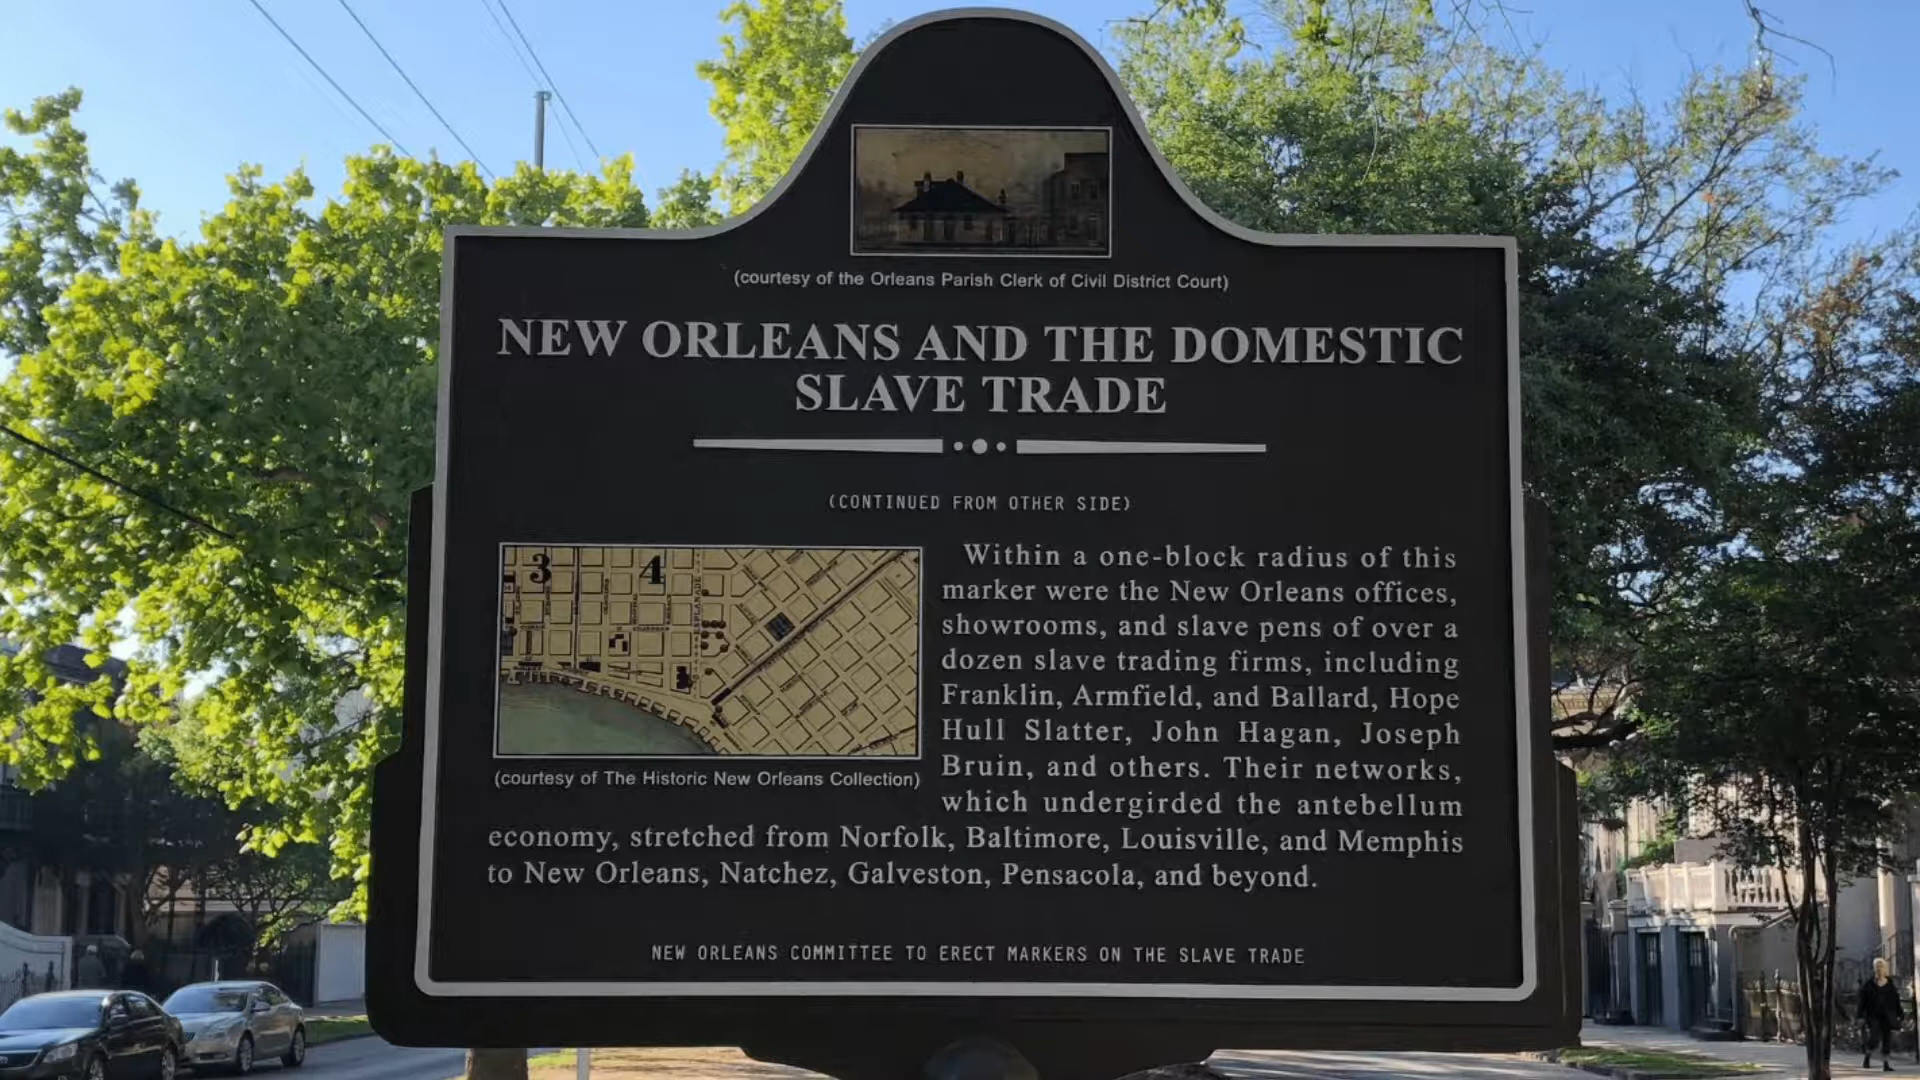 (courtesy of the Orleans Parish Clerk of Civil District Court)
NEW ORLEANS AND THE DOMESTIC
SLAVE TRADE
(CONTINUED FROM OTHER SIDE)
3 4
ESPLANADE
(courtesy of The Historic New Orleans Collection)
Within a one-block radius of this
marker were the New Orleans offices,
showrooms, and slave pens of over a
dozen slave trading firms, including
Franklin, Armfield, and Ballard, Hope
Hull Slatter, John Hagan, Joseph
Bruin, and others. Their networks,
which undergirded the antebellum
economy, stretched from Norfolk, Baltimore, Louisville, and Memphis
to New Orleans, Natchez, Galveston, Pensacola, and beyond.
NEW ORLEANS COMMITTEE TO ERECT MARKERS ON THE SLAVE TRADE